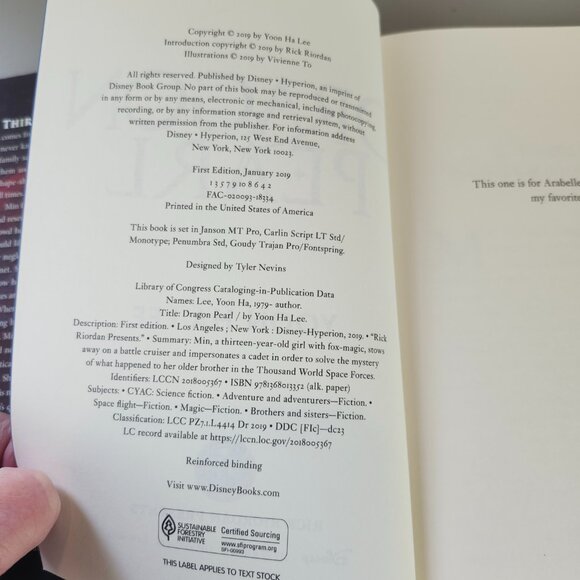 Copyright © 2019 by Yoon Ha Lee
Introduction copyright © 2019 by Rick Riordan
Illustrations © 2019 by Vivienne To
All rights reserved. Published by Disney • Hyperion, an imprint of
Disney Book Group. No part of this book may be reproduced or transmitted
in any form or by any means, electronic or mechanical, including photocopying,
recording, or by any information storage and retrieval system, without
written permission from the publisher. For information address
Disney • Hyperion, 125 West End Avenue,
New York, New York 10023.
First Edition, January 2019
1 3 5 7 9 10 8 6 4 2
FAC-020093-18334
Printed in the United States of America
This book is set in Janson MT Pro, Carlin Script LT Std/
Monotype; Penumbra Std, Goudy Trajan Pro/Fontspring.
Designed by Tyler Nevins
Library of Congress Cataloging-in-Publication Data
Names: Lee, Yoon Ha, 1979- author.
Title: Dragon Pearl / by Yoon Ha Lee.
Description: First edition. • Los Angeles ; New York : Disney-Hyperion, 2019. • "Rick
Riordan Presents." • Summary: Min, a thirteen-year-old girl with fox-magic, stows
away on a battle cruiser and impersonates a cadet in order to solve the mystery
of what happened to her older brother in the Thousand World Space Forces.
Identifiers: LCCN 2018005367 • ISBN 9781368013352 (alk. paper)
Subjects: • CYAC: Science fiction. • Adventure and adventurers—Fiction. •
Space flight—Fiction. • Magic—Fiction. • Brothers and sisters—Fiction.
Classification: LCC PZ7.1.L4414 Dr 2019 • DDC [FIc]—dc23
LC record available at https://lccn.loc.gov/2018005367
Reinforced binding
Visit www.DisneyBooks.com
SUSTAINABLE
FORESTRY
INITIATIVE
Certified Sourcing
www.sfiprogram.org
SFI-00993
THIS LABEL APPLIES TO TEXT STOCK
This one is for Arabelle
my favorite
THIR
comes fr